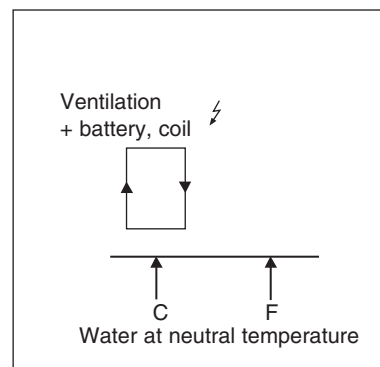 Ventilation
+ battery, coil
C F
Water at neutral temperature